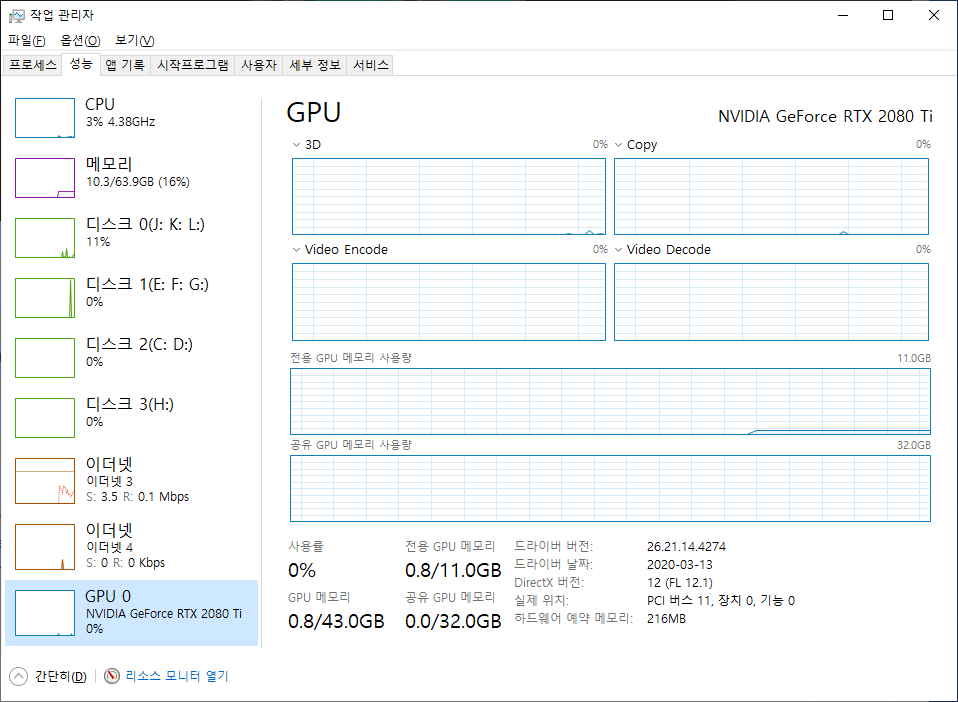 작업 관리자
파일(F) 옵션(O) 보기(V)
프로세스 성능 앱 기록 시작프로그램 사용자 세부 정보 서비스
CPU
3% 4.38GHz
메모리
10.3/63.9GB (16%)
디스크 0(J: K: L:)
11%
디스크 1(E: F: G:)
0%
디스크 2(C: D:)
0%
디스크 3(H:)
0%
이더넷
이더넷 3
S: 3.5 R: 0.1 Mbps
이더넷
이더넷 4
S: 0 R: 0 Kbps
GPU 0
NVIDIA GeForce RTX 2080 Ti
0%
GPU NVIDIA GeForce RTX 2080 Ti
3D 0% Copy 0%
Video Encode 0% Video Decode 0%
전용 GPU 메모리 사용량 11.0GB
공유 GPU 메모리 사용량 32.0GB
사용률
0%
GPU 메모리
0.8/43.0GB
전용 GPU 메모리
0.8/11.0GB
공유 GPU 메모리
0.0/32.0GB
드라이버 버전: 26.21.14.4274
드라이버 날짜: 2020-03-13
DirectX 버전: 12 (FL 12.1)
실제 위치: PCI 버스 11, 장치 0, 기능 0
하드웨어 예약 메모리: 216MB
간단히(D) 리소스 모니터 열기